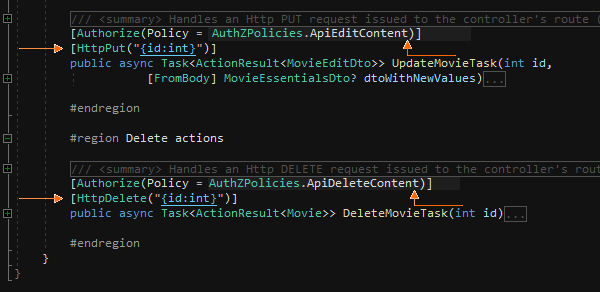 /// <summary> Handles an Http PUT request issued to the controller's route (
[Authorize(Policy = AuthZPolicies.ApiEditContent)]
[HttpPut("{id:int}")]
public async Task<ActionResult<MovieEditDto>> UpdateMovieTask(int id,
[FromBody] MovieEssentialsDto? dtoWithNewValues)...
#endregion
#region Delete actions
/// <summary> Handles an Http DELETE request issued to the controller's rout
[Authorize(Policy = AuthZPolicies.ApiDeleteContent)]
[HttpDelete("{id:int}")]
public async Task<ActionResult<Movie>> DeleteMovieTask(int id)...
#endregion
}
}